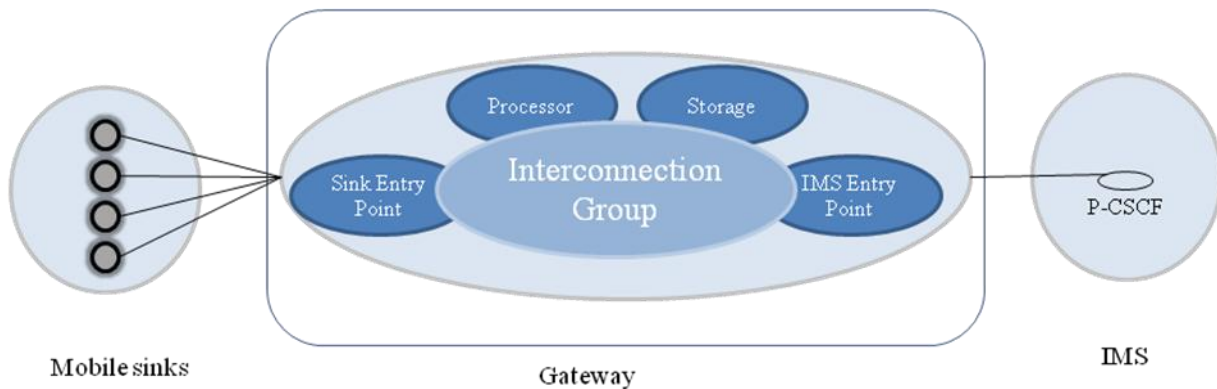 Processor
Storage
Sink Entry
Point
Interconnection
Group
IMS Entry
Point
P-CSCF
Mobile sinks
Gateway
IMS